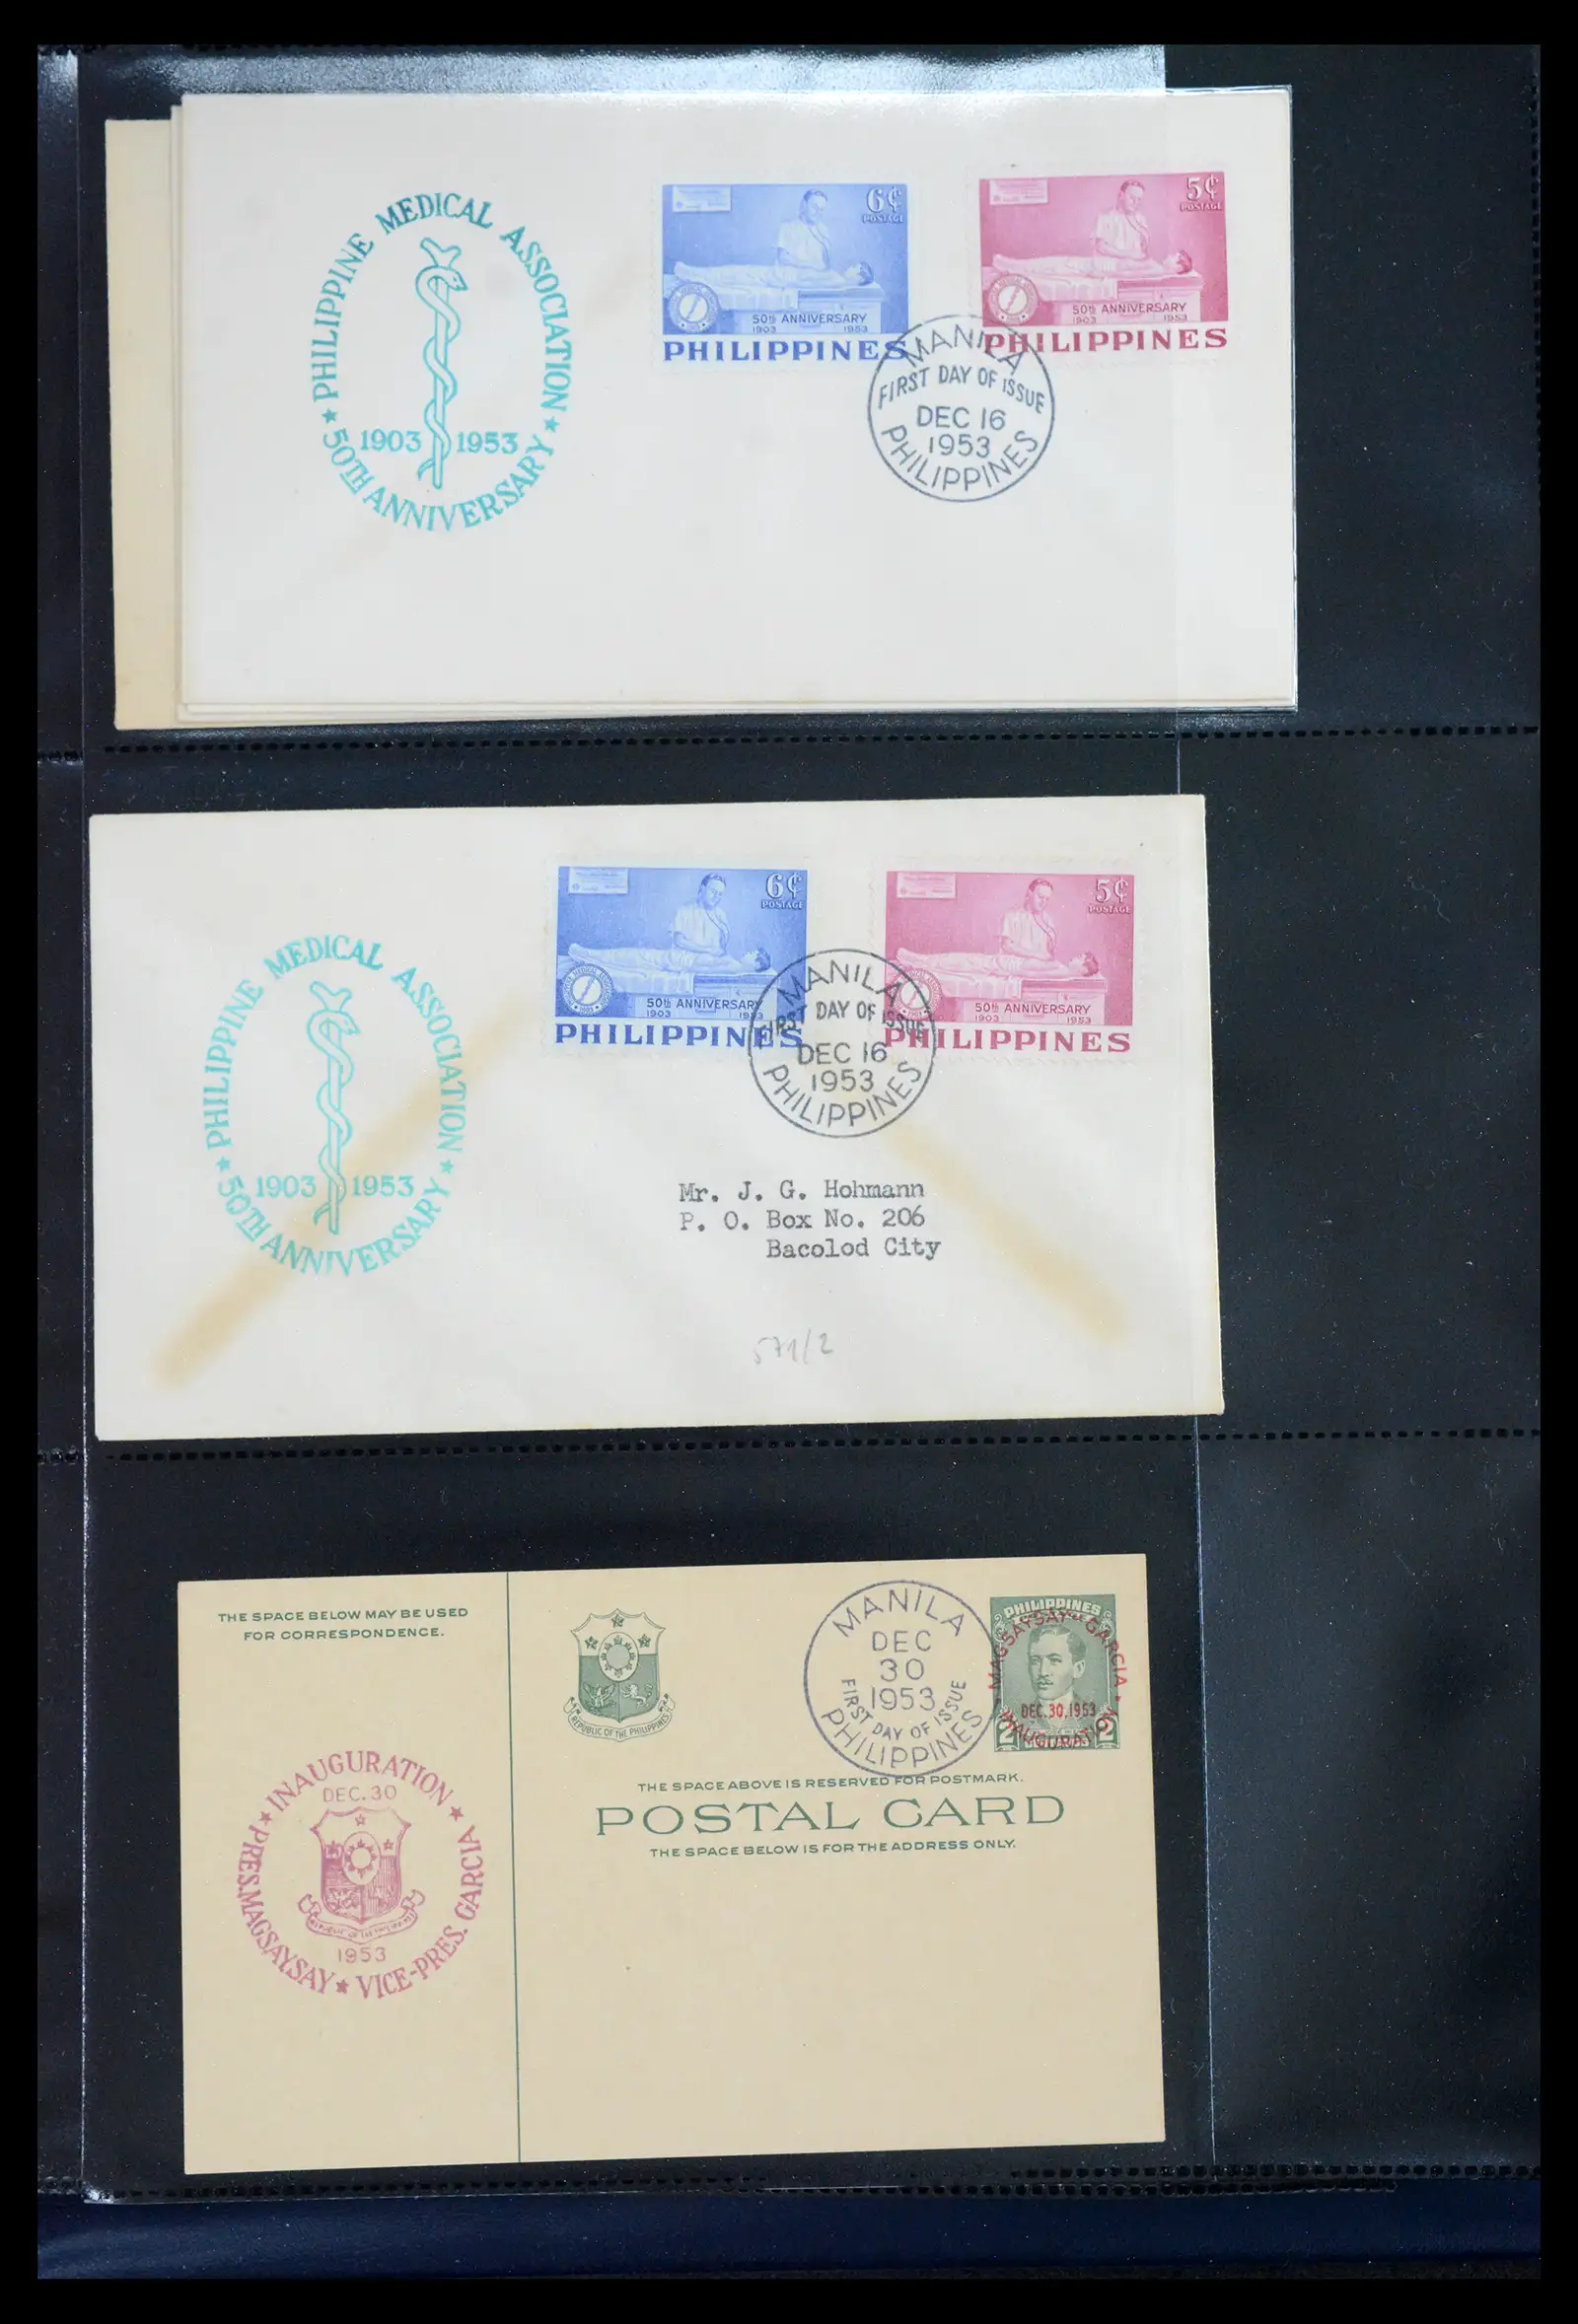 PHILIPPINE MEDICAL ASSOCIATION
1903 1953
★ 50TH ANNIVERSARY ★
6¢
POSTAGE
50th ANNIVERSARY
1903 1953
PHILIPPINES
5¢
POSTAGE
50th ANNIVERSARY
1903 1953
PHILIPPINES
MANILA
FIRST DAY OF ISSUE
DEC 16
1953
PHILIPPINES
PHILIPPINE MEDICAL ASSOCIATION
1903 1953
★ 50TH ANNIVERSARY ★
6¢
POSTAGE
50th ANNIVERSARY
1903 1953
PHILIPPINES
5¢
POSTAGE
50th ANNIVERSARY
1903 1953
PHILIPPINES
MANILA
FIRST DAY OF ISSUE
DEC 16
1953
PHILIPPINES
Mr. J. G. Hohmann
P. O. Box No. 206
Bacolod City
571/2
THE SPACE BELOW MAY BE USED
FOR CORRESPONDENCE.
REPUBLIC OF THE PHILIPPINES
MANILA
DEC
30
1953
FIRST DAY OF ISSUE
PHILIPPINES
PHILIPPINES
MAGSAYSAY - GARCIA
DEC. 30, 1953
INAUGURATION
2 2
THE SPACE ABOVE IS RESERVED FOR POSTMARK.
POSTAL CARD
THE SPACE BELOW IS FOR THE ADDRESS ONLY.
★ INAUGURATION ★
DEC. 30
REPUBLIC OF THE PHILIPPINES
1953
PRES. MAGSAYSAY ★ VICE-PRES. GARCIA